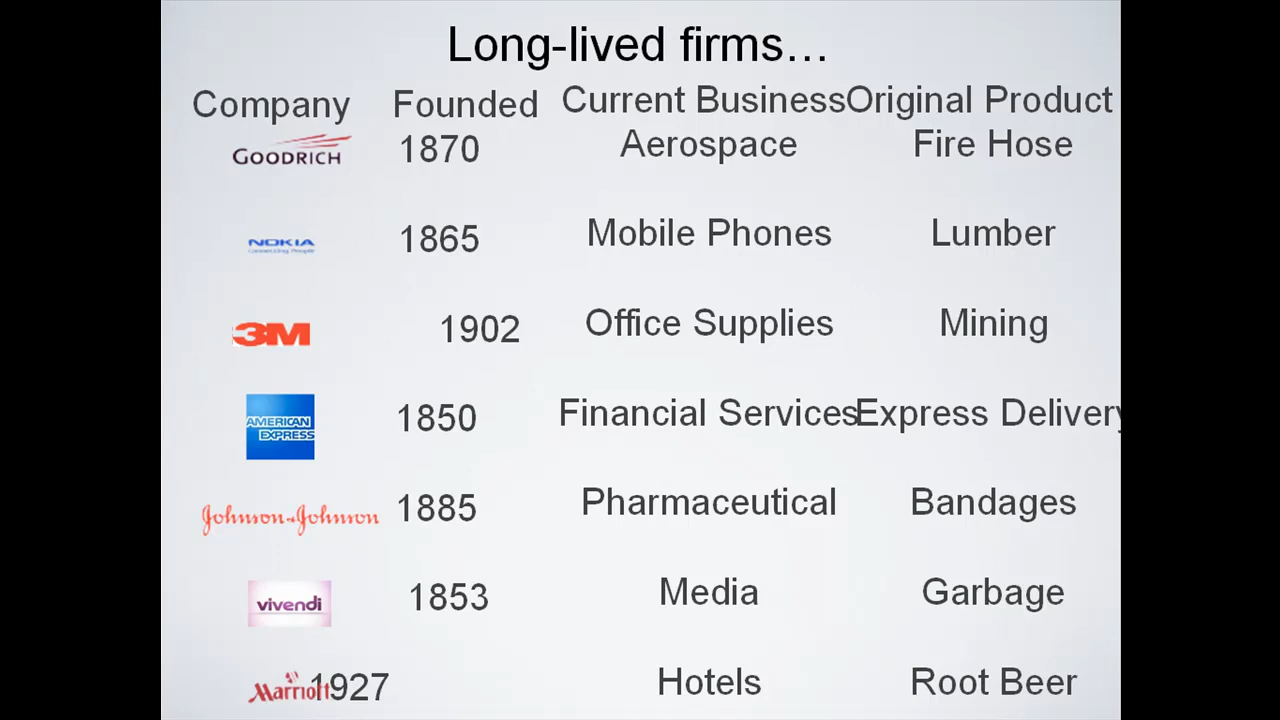 Long-lived firms...
Company Founded Current Business Original Product
GOODRICH 1870 Aerospace Fire Hose
NOKIA 1865 Mobile Phones Lumber
Connecting People
3M 1902 Office Supplies Mining
AMERICAN EXPRESS 1850 Financial Services Express Delivery
Johnson & Johnson 1885 Pharmaceutical Bandages
vivendi 1853 Media Garbage
Marriott 1927 Hotels Root Beer